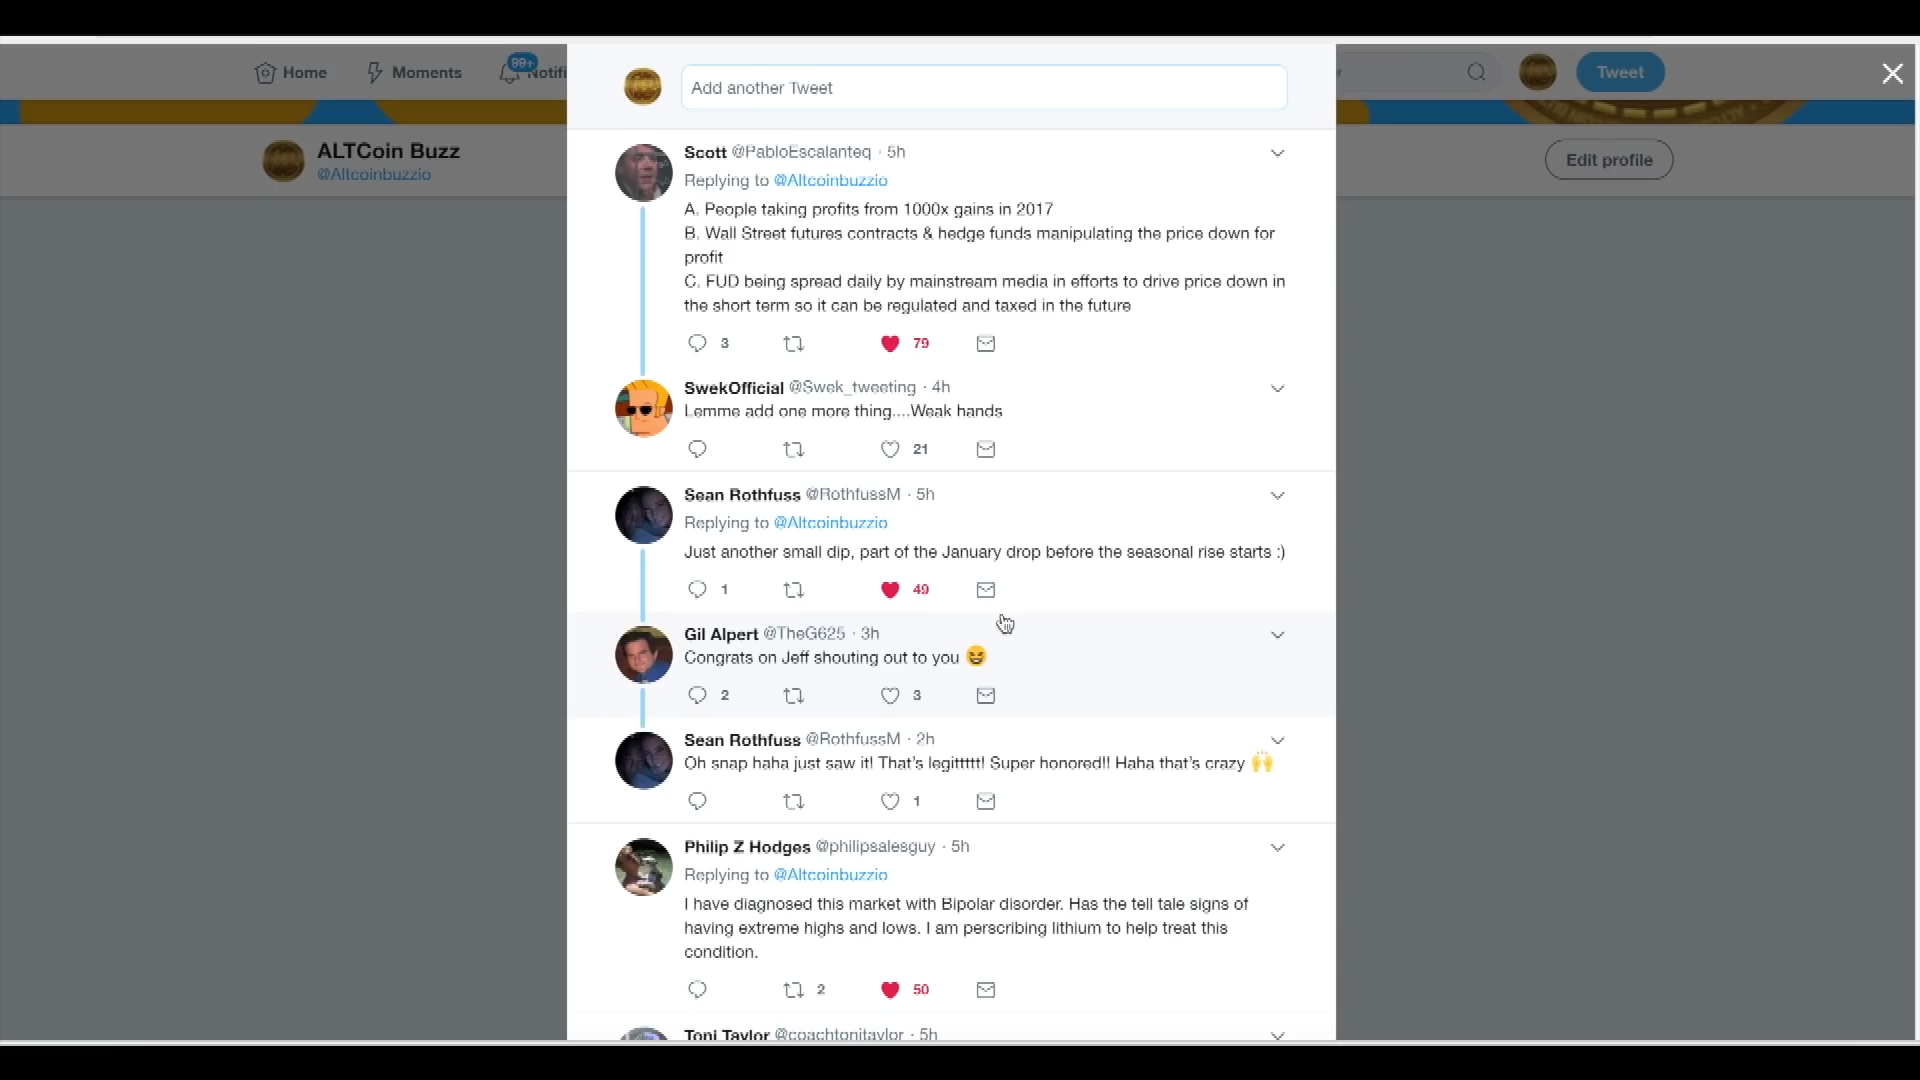 Home
Moments
99+
Notifi
Add another Tweet
Tweet
ALTCoin Buzz
@Altcoinbuzzio
Edit profile
Scott @PabloEscalanteq · 5h
Replying to @Altcoinbuzzio
A. People taking profits from 1000x gains in 2017
B. Wall Street futures contracts & hedge funds manipulating the price down for
profit
C. FUD being spread daily by mainstream media in efforts to drive price down in
the short term so it can be regulated and taxed in the future
3 79
SwekOfficial @Swek_tweeting · 4h
Lemme add one more thing....Weak hands
21
Sean Rothfuss @RothfussM · 5h
Replying to @Altcoinbuzzio
Just another small dip, part of the January drop before the seasonal rise starts :)
1 49
Gil Alpert @TheG625 · 3h
Congrats on Jeff shouting out to you 😆
2 3
Sean Rothfuss @RothfussM · 2h
Oh snap haha just saw it! That's legittttt! Super honored!! Haha that's crazy 🙌
1
Philip Z Hodges @philipsalesguy · 5h
Replying to @Altcoinbuzzio
I have diagnosed this market with Bipolar disorder. Has the tell tale signs of
having extreme highs and lows. I am perscribing lithium to help treat this
condition.
2 50
Toni Taylor @coachtonitaylor · 5h